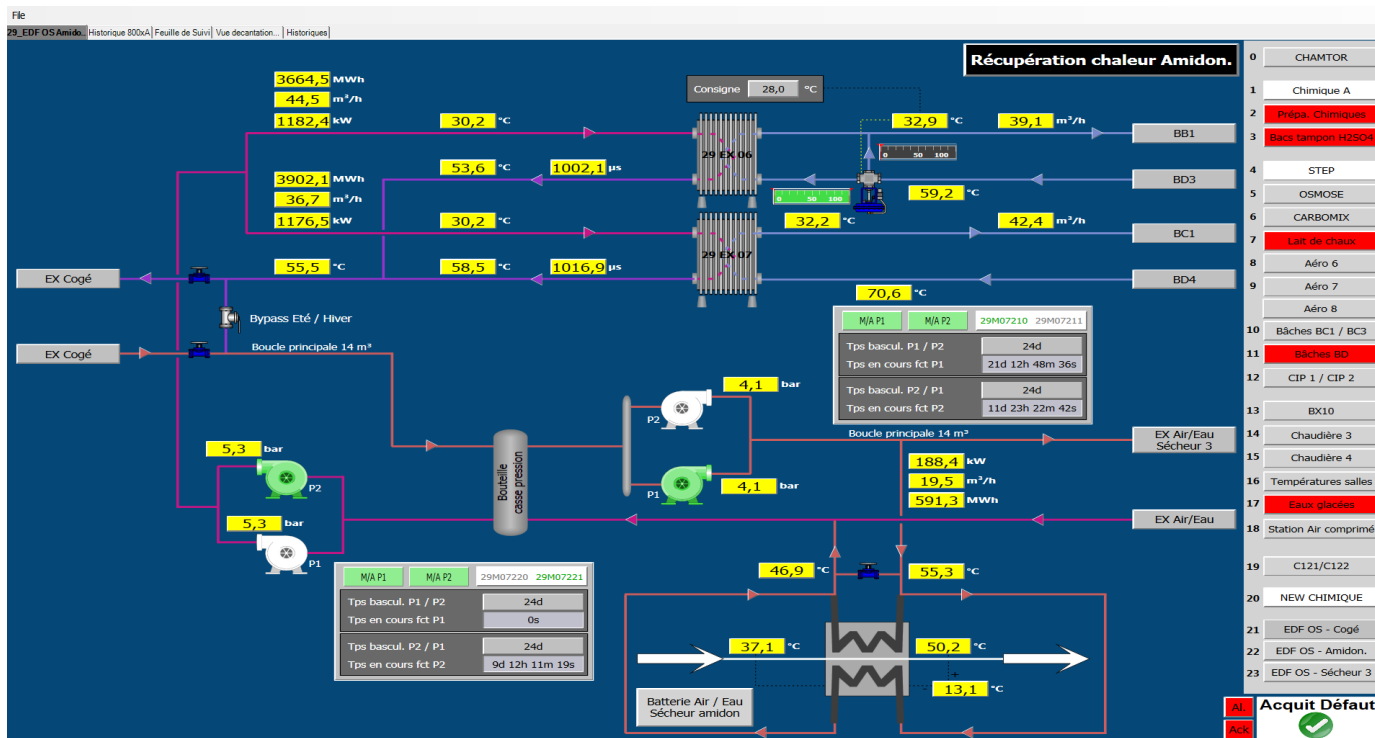 File
29_EDF OS Amido... Historique 800xA Feuille de Suivi Vue decantation... Historiques
Récupération chaleur Amidon.
3664,5 MWh
44,5 m³/h
1182,4 kW
30,2 °C
Consigne 28,0 °C
29 EX 06
32,9 °C
39,1 m³/h
BB1
0 50 100
53,6 °C
1002,1 µs
3902,1 MWh
36,7 m³/h
1176,5 kW
30,2 °C
0 50 100
59,2 °C
BD3
29 EX 07
32,2 °C
42,4 m³/h
BC1
EX Cogé
55,5 °C
58,5 °C
1016,9 µs
70,6 °C
BD4
Bypass Eté / Hiver
EX Cogé
Boucle principale 14 m³
M/A P1 M/A P2 29M07210 29M07211
Tps bascul. P1 / P2 24d
Tps en cours fct P1 21d 12h 48m 36s
Tps bascul. P2 / P1 24d
Tps en cours fct P2 11d 23h 22m 42s
4,1 bar
P2
P1
4,1 bar
Boucle principale 14 m³
EX Air/Eau
Sécheur 3
5,3 bar
P2
5,3 bar
P1
Bouteille
casse pression
188,4 kW
19,5 m³/h
591,3 MWh
EX Air/Eau
M/A P1 M/A P2 29M07220 29M07221
Tps bascul. P1 / P2 24d
Tps en cours fct P1 0s
Tps bascul. P2 / P1 24d
Tps en cours fct P2 9d 12h 11m 19s
46,9 °C
55,3 °C
37,1 °C
50,2 °C
+
- 13,1 °C
Batterie Air / Eau
Sécheur amidon
0 CHAMTOR
1 Chimique A
2 Prépa. Chimiques
3 Bacs tampon H2SO4
4 STEP
5 OSMOSE
6 CARBOMIX
7 Lait de chaux
8 Aéro 6
9 Aéro 7
Aéro 8
10 Bâches BC1 / BC3
11 Bâches BD
12 CIP 1 / CIP 2
13 BX10
14 Chaudière 3
15 Chaudière 4
16 Températures salles
17 Eaux glacées
18 Station Air comprimé
19 C121/C122
20 NEW CHIMIQUE
21 EDF OS - Cogé
22 EDF OS - Amidon.
23 EDF OS - Sécheur 3
Al.
Ack
Acquit Défaut